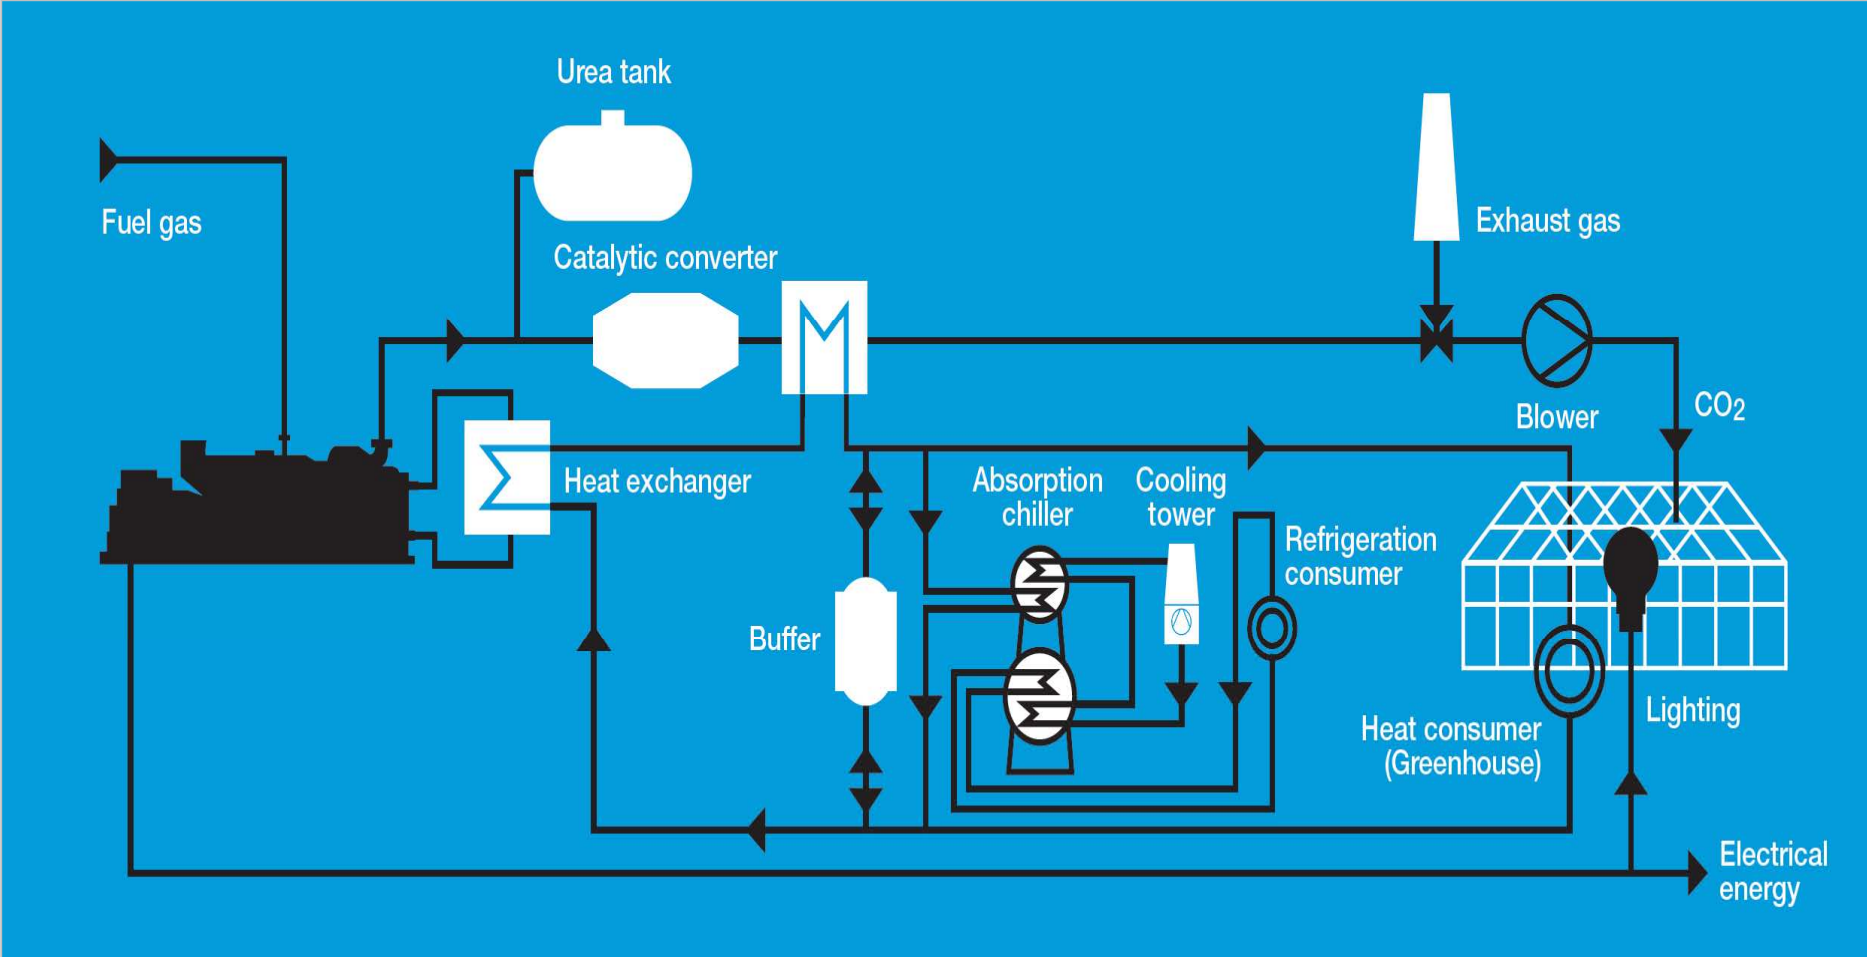 Urea tank
Fuel gas
Exhaust gas
Catalytic converter
CO2
Blower
Heat exchanger
Absorption
chiller
Cooling
tower
Refrigeration
consumer
Buffer
Lighting
Heat consumer
(Greenhouse)
Electrical
energy